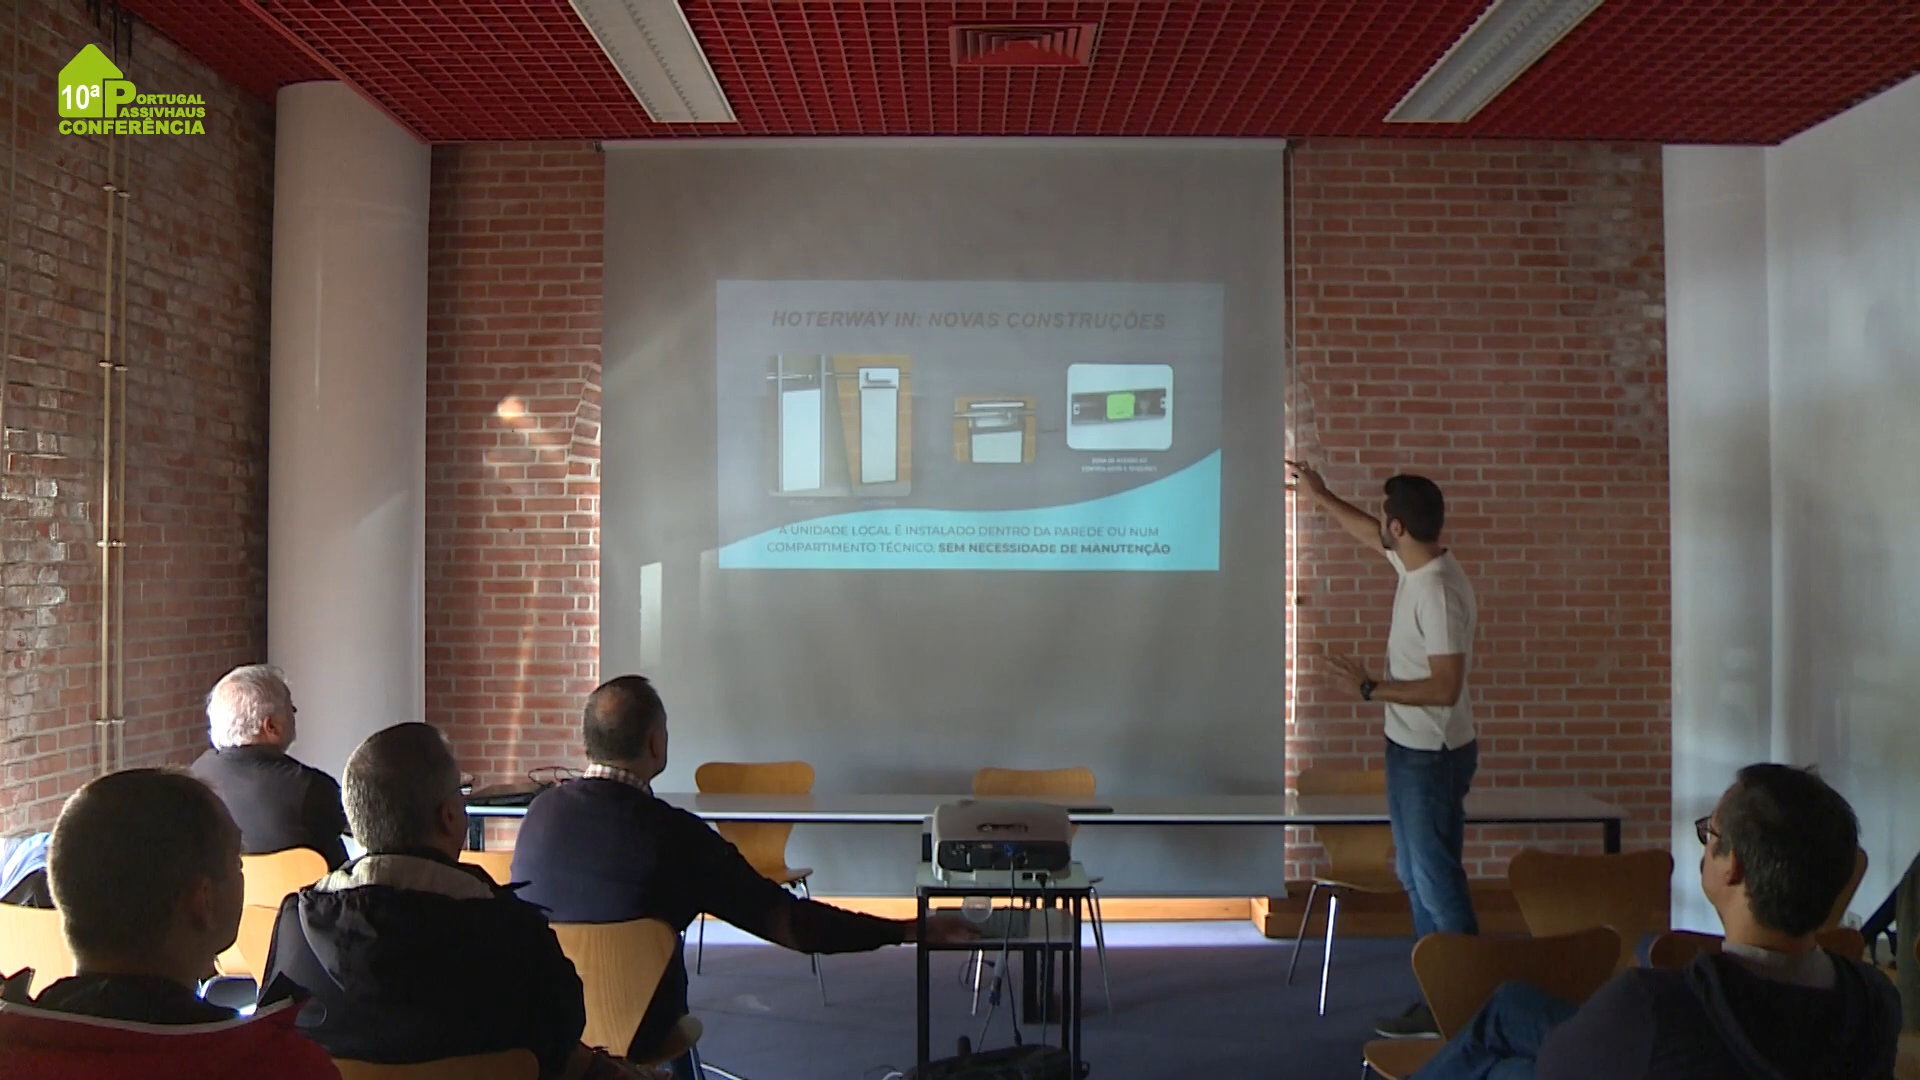 10ª PORTUGAL
PASSIVHAUS
CONFERÊNCIA
HOTERWAY IN: NOVAS CONSTRUÇÕES
A UNIDADE LOCAL É INSTALADO DENTRO DA PAREDE OU NUM
COMPARTIMENTO TÉCNICO, SEM NECESSIDADE DE MANUTENÇÃO